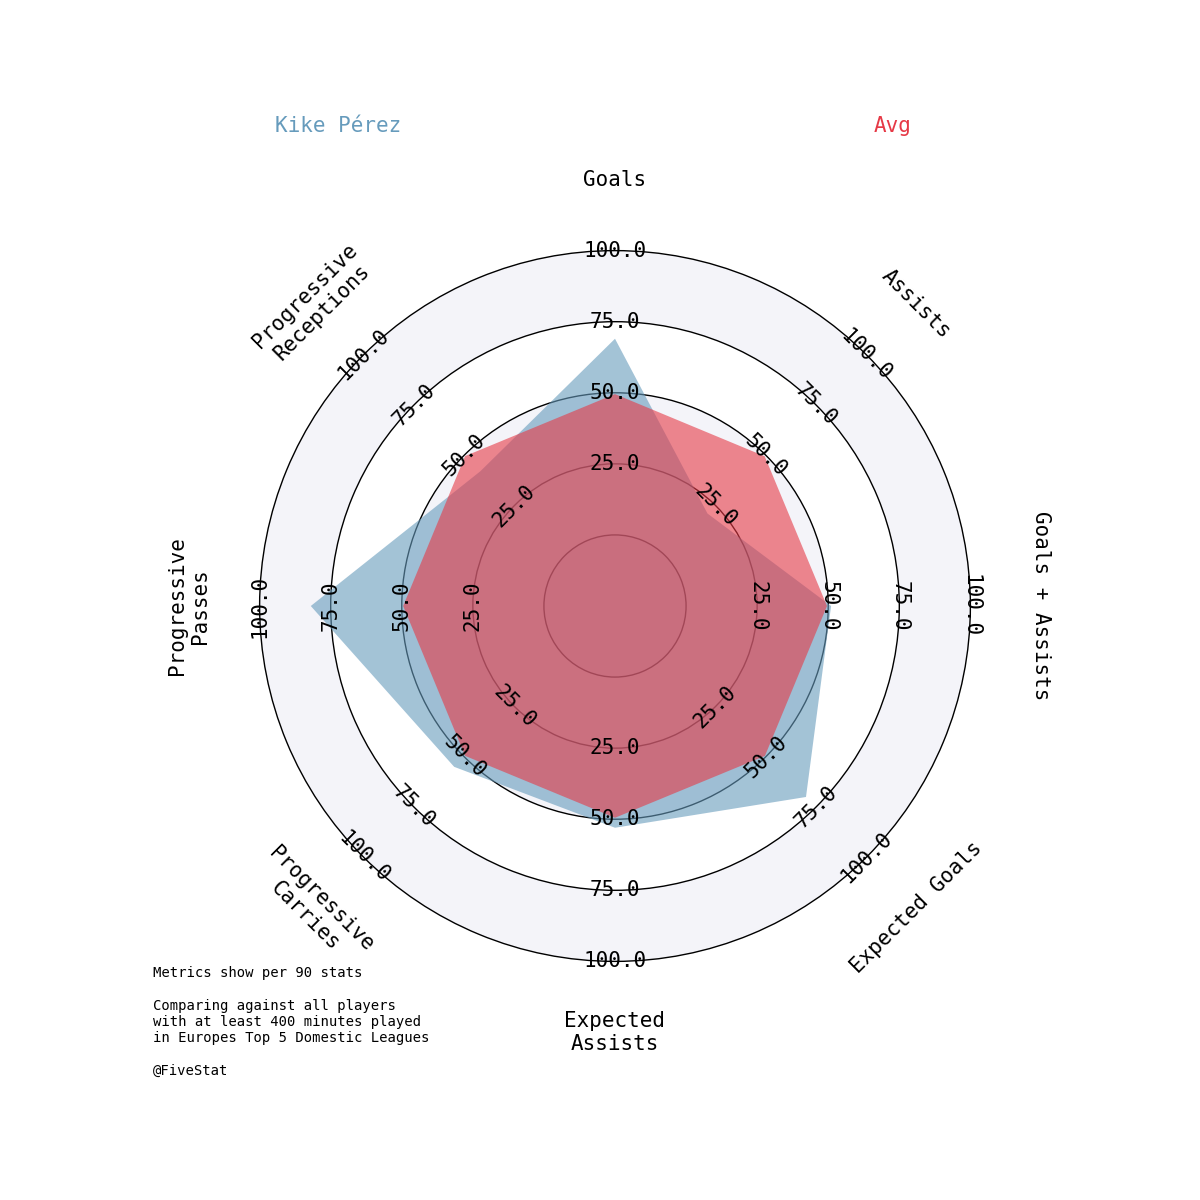 Kike Pérez
Avg
Goals
Assists
Goals + Assists
Expected Goals
Expected
Assists
Progressive
Carries
Progressive
Passes
Progressive
Receptions
25.0
50.0
75.0
100.0
25.0
50.0
75.0
100.0
25.0
50.0
75.0
100.0
25.0
50.0
75.0
100.0
25.0
50.0
75.0
100.0
25.0
50.0
75.0
100.0
25.0
50.0
75.0
100.0
25.0
50.0
75.0
100.0
Metrics show per 90 stats
Comparing against all players
with at least 400 minutes played
in Europes Top 5 Domestic Leagues
@FiveStat